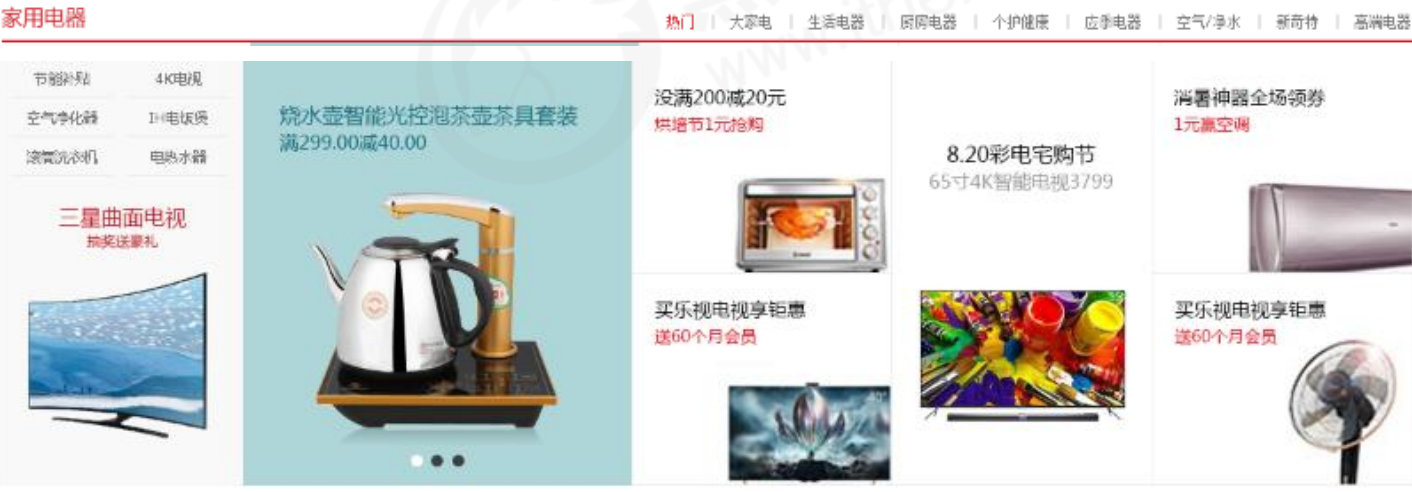 家用电器
热门 | 大家电 | 生活电器 | 厨房电器 | 个护健康 | 应季电器 | 空气/净水 | 新奇特 | 高端电器
节能补贴 4K电视
空气净化器 IH电饭煲
滚筒洗衣机 电热水器
三星曲面电视
抽奖送豪礼
烧水壶智能光控泡茶壶茶具套装
满299.00减40.00
没满200减20元
烘焙节1元抢购
买乐视电视享钜惠
送60个月会员
8.20彩电宅购节
65寸4K智能电视3799
消暑神器全场领券
1元赢空调
买乐视电视享钜惠
送60个月会员